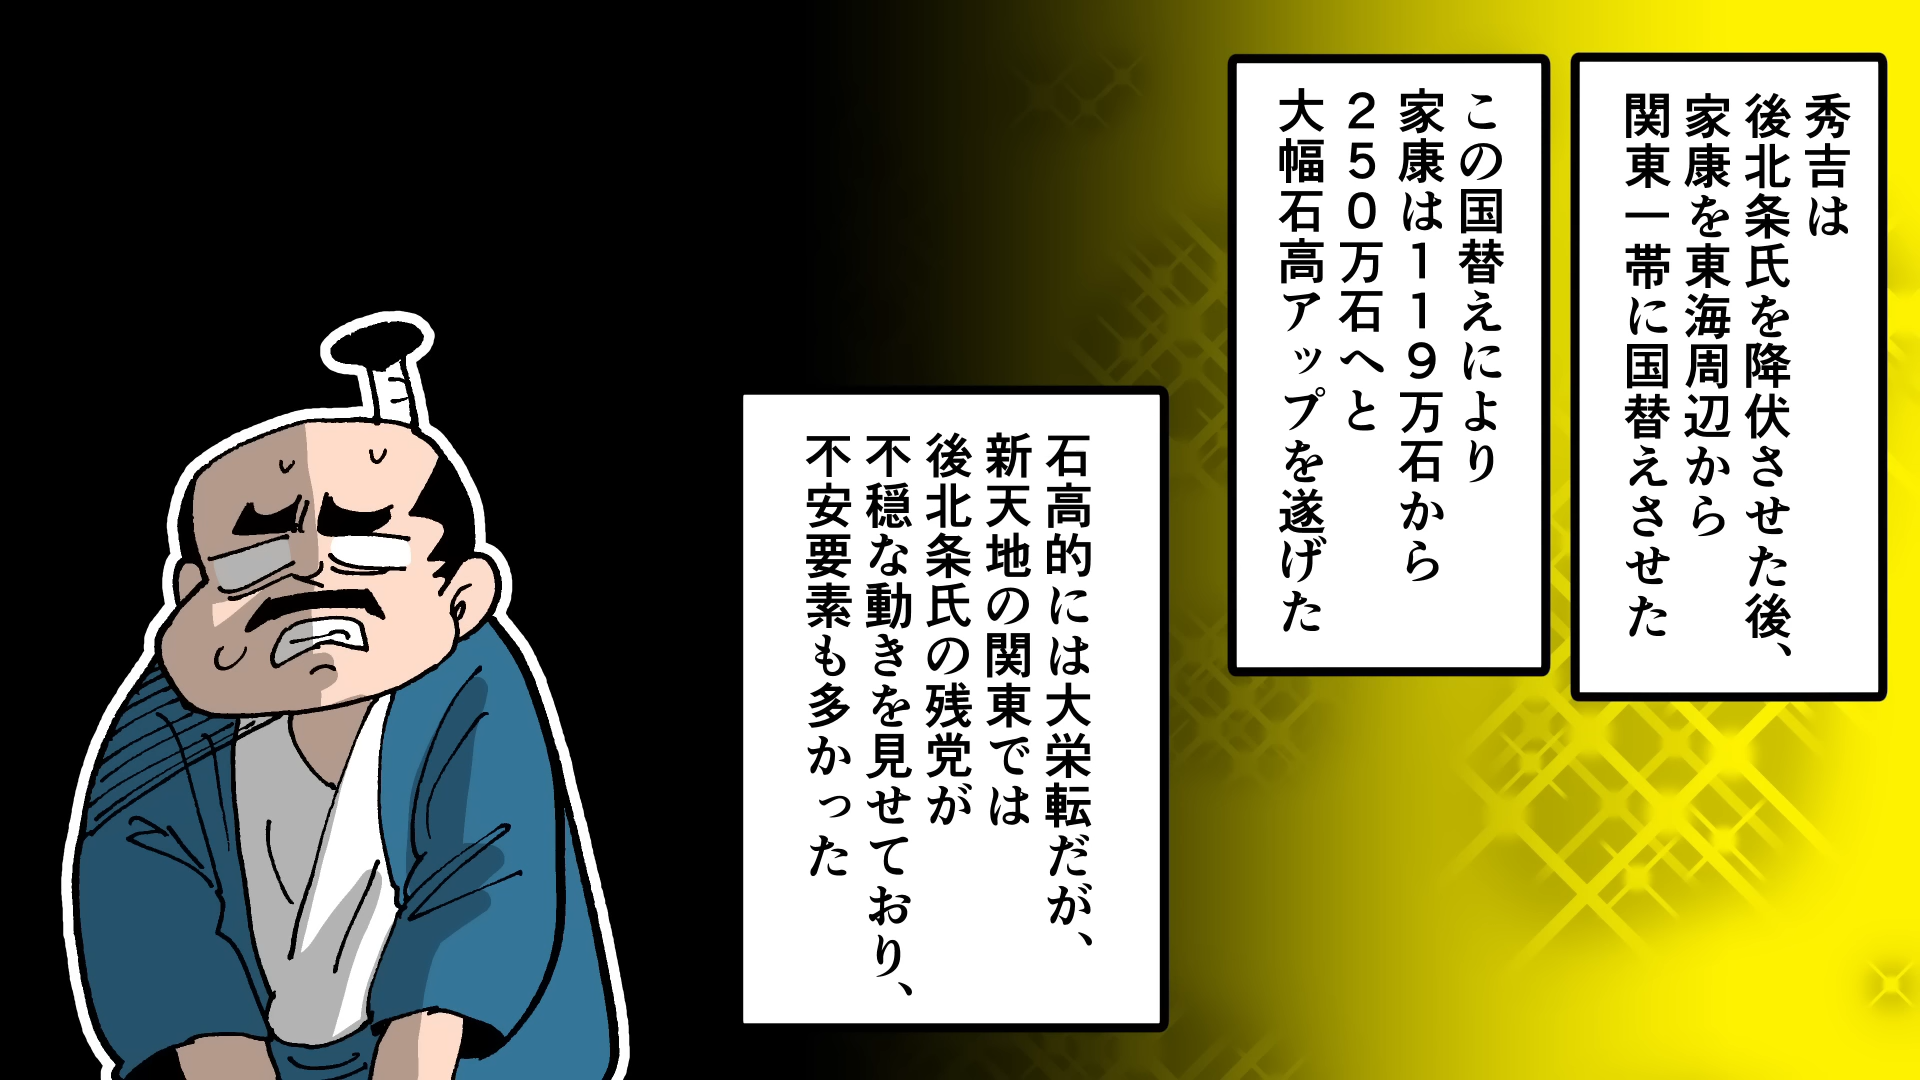 秀吉は
後北条氏を降伏させた後、
家康を東海周辺から
関東一帯に国替えさせた
この国替えにより
家康は１１９万石から
２５０万石へと
大幅石高アップを遂げた
石高的には大栄転だが、
新天地の関東では
後北条氏の残党が
不穏な動きを見せており、
不安要素も多かった